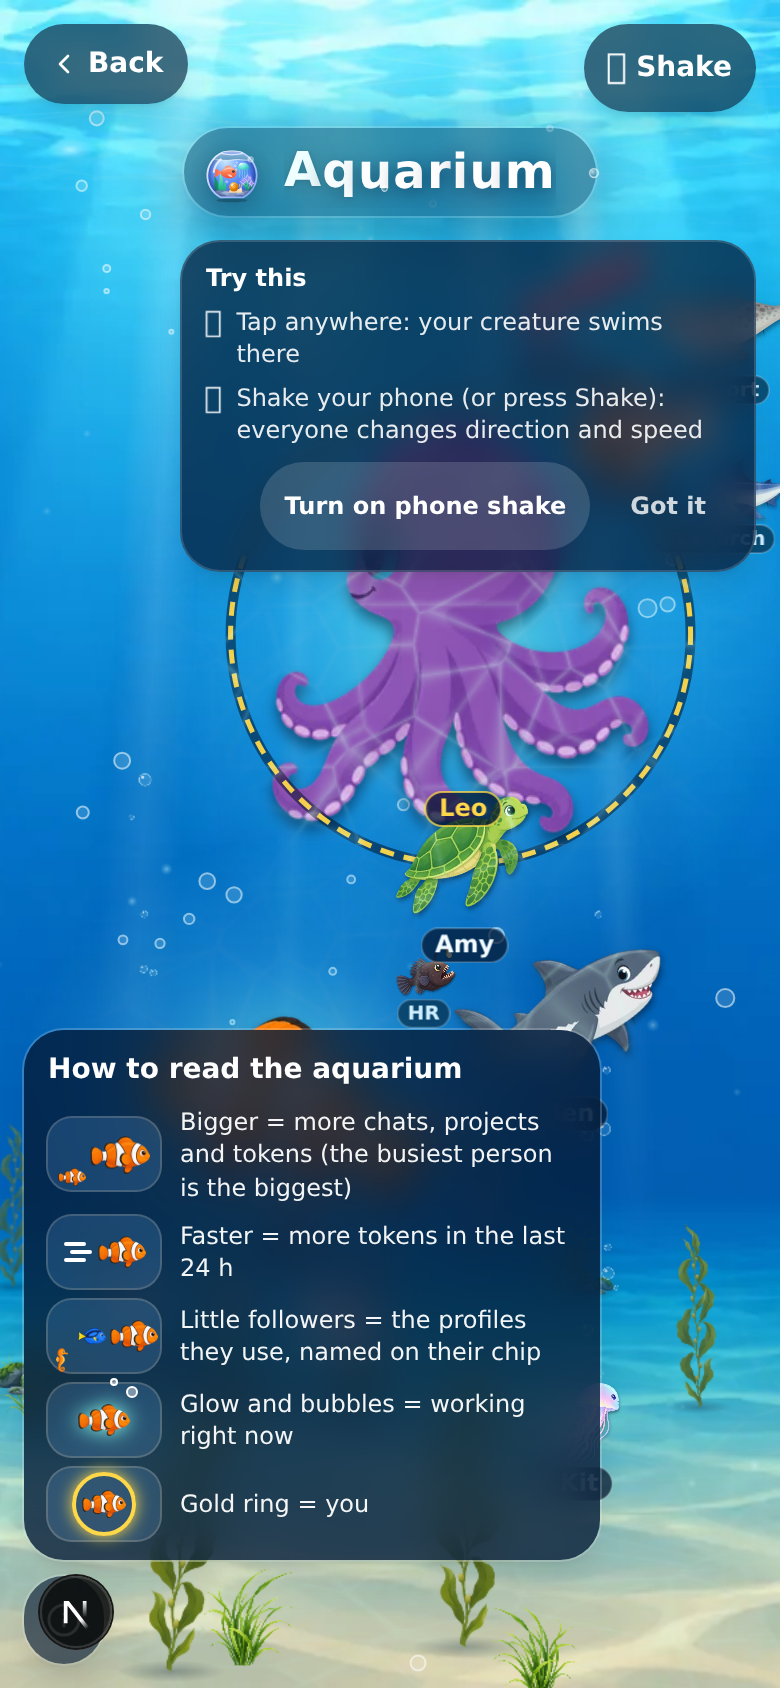 Back
Shake
Aquarium
Try this
Tap anywhere: your creature swims
there
Shake your phone (or press Shake):
everyone changes direction and speed
Turn on phone shake
Got it
Leo
Amy
HR
How to read the aquarium
Bigger = more chats, projects
and tokens (the busiest person
is the biggest)
Faster = more tokens in the last
24 h
Little followers = the profiles
they use, named on their chip
Glow and bubbles = working
right now
Kit
Gold ring = you
N